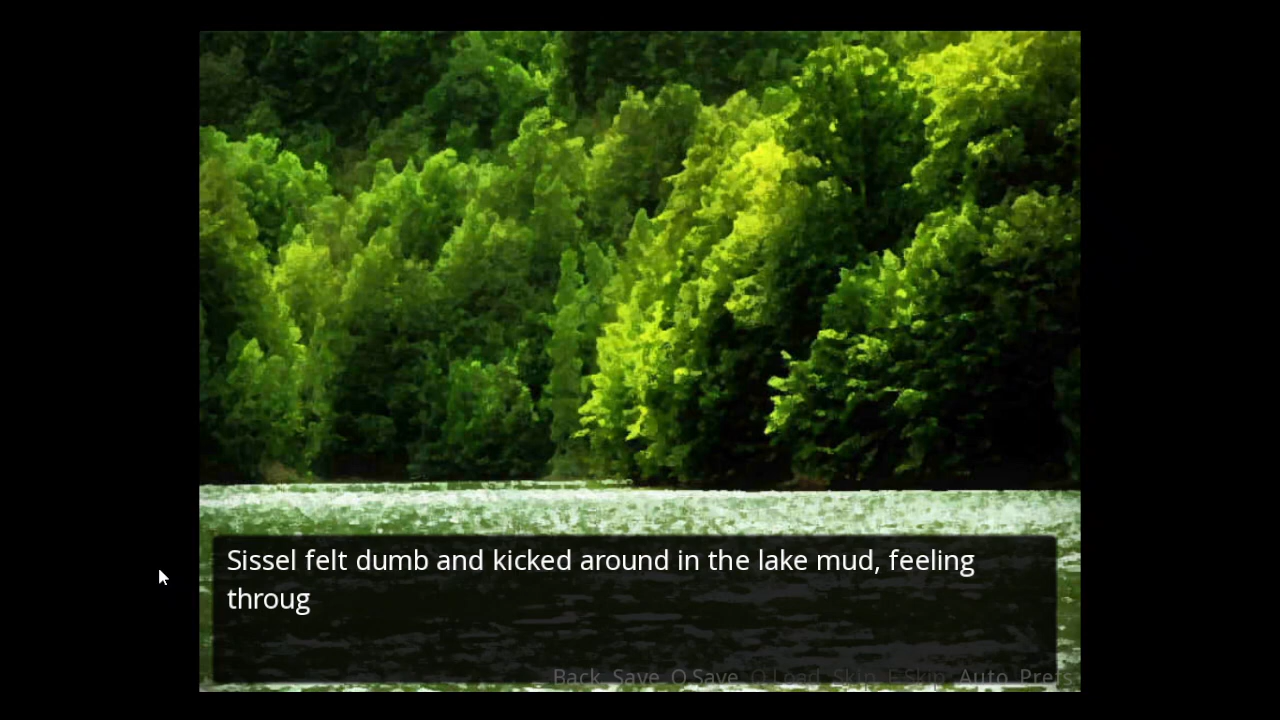 Sissel felt dumb and kicked around in the lake mud, feeling
throug
Back Save Q.Save Q.Load Skip F.Skip Auto Prefs